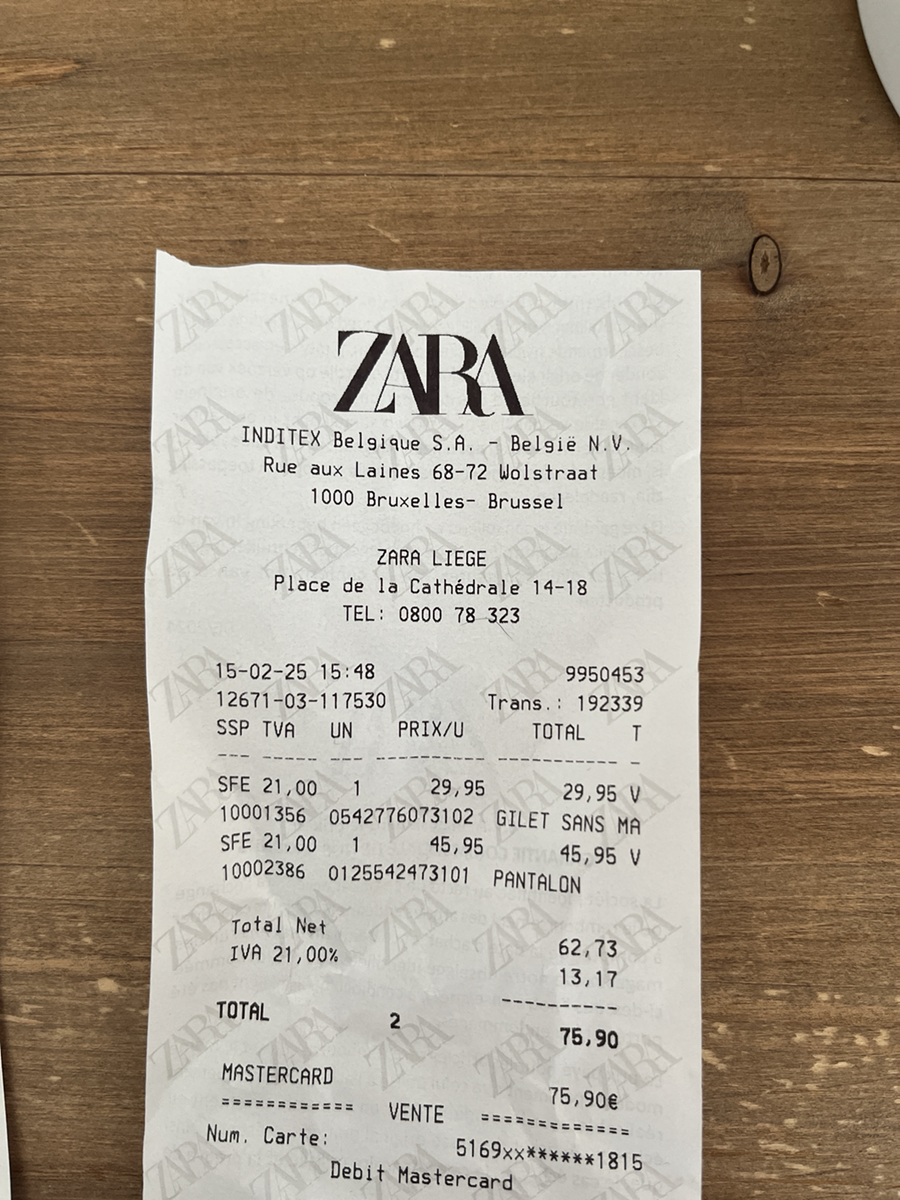 ZARA
INDITEX Belgique S.A. - België N.V.
Rue aux Laines 68-72 Wolstraat
1000 Bruxelles- Brussel
ZARA LIEGE
Place de la Cathédrale 14-18
TEL: 0800 78 323
15-02-25 15:48 9950453
12671-03-117530 Trans.: 192339
SSP TVA UN PRIX/U TOTAL T
--- ------ --- ----------- ------------ -
SFE 21,00 1 29,95 29,95 V
10001356 0542776073102 GILET SANS MA
SFE 21,00 1 45,95 45,95 V
10002386 0125542473101 PANTALON
Total Net 62,73
IVA 21,00% 13,17
----------
TOTAL 2 75,90
MASTERCARD 75,90€
============ VENTE =============
Num. Carte: 5169xx******1815
Debit Mastercard